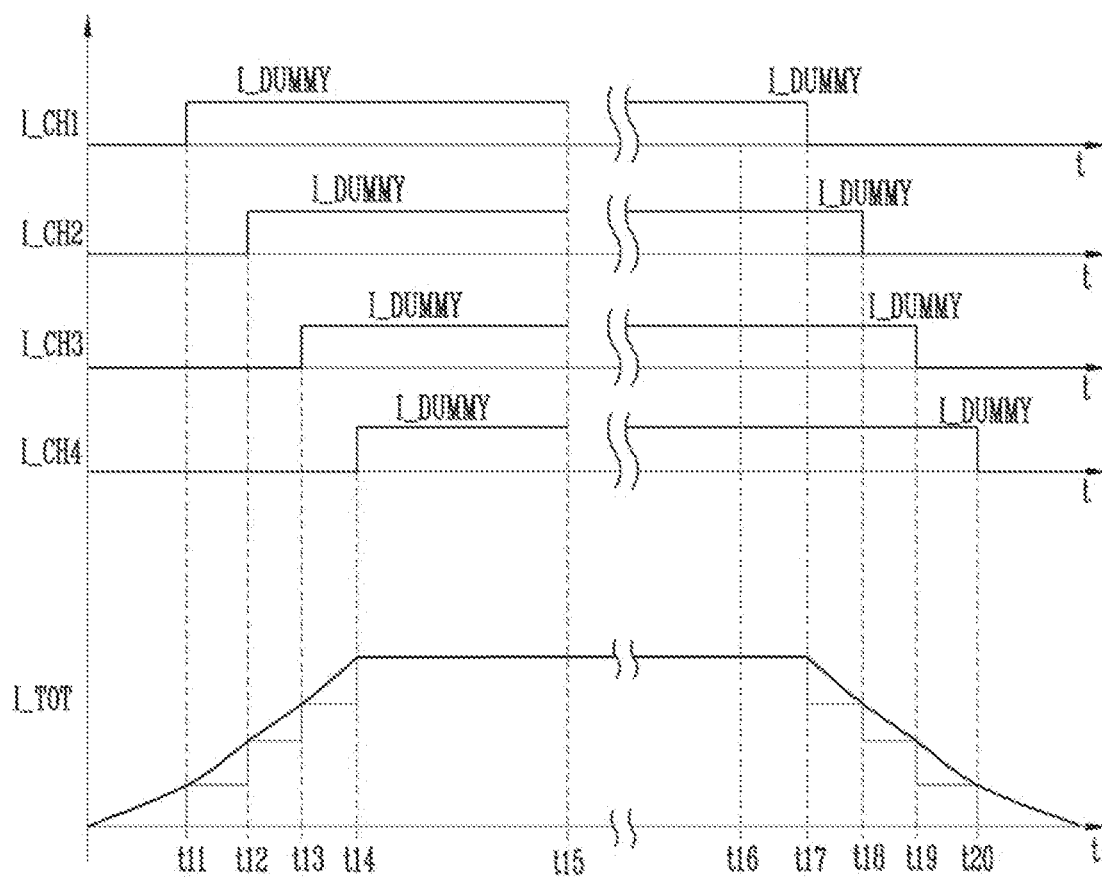 I_DUMMY I_DUMMY
I_CH1
t
I_DUMMY I_DUMMY
I_CH2
t
I_DUMMY I_DUMMY
I_CH3
t
I_DUMMY I_DUMMY
I_CH4
t
I_TOT
t11 t12 t13 t14 t15 t16 t17 t18 t19 t20 t